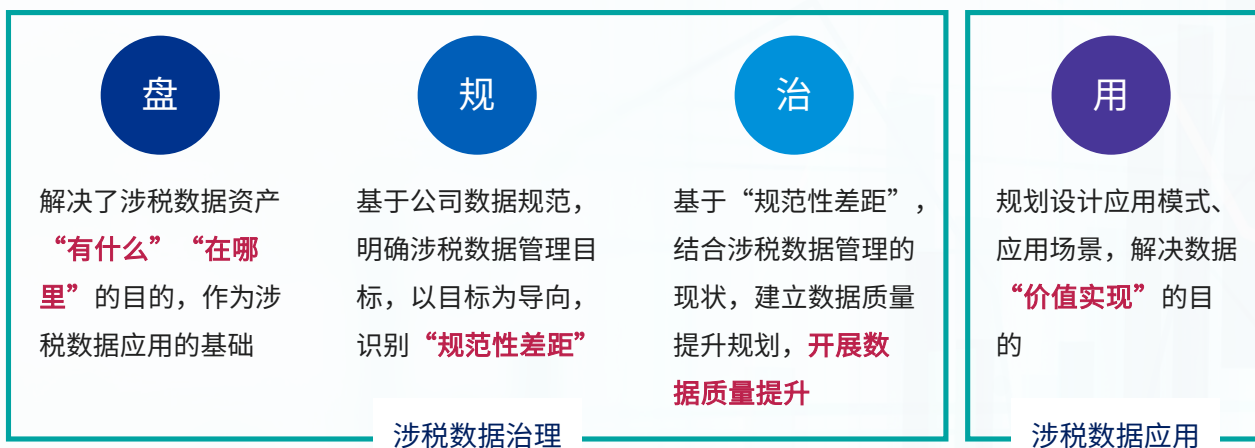 盘
解决了涉税数据资产
“有什么”“在哪
里”的目的，作为涉
税数据应用的基础
规
基于公司数据规范，
明确涉税数据管理目
标，以目标为导向，
识别“规范性差距”
治
基于“规范性差距”，
结合涉税数据管理的
现状，建立数据质量
提升规划，开展数
据质量提升
涉税数据治理
用
规划设计应用模式、
应用场景，解决数据
“价值实现”的目
的
涉税数据应用